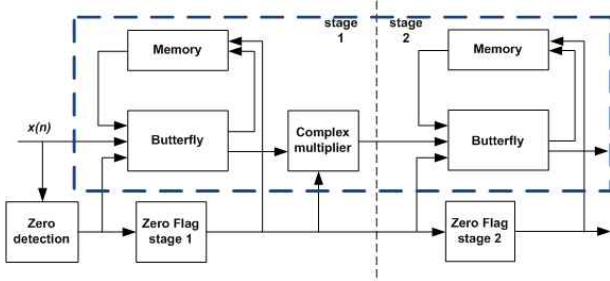 stage
1
stage
2
Memory
Memory
x(n)
Butterfly
Complex
multiplier
Butterfly
Zero
detection
Zero Flag
stage 1
Zero Flag
stage 2